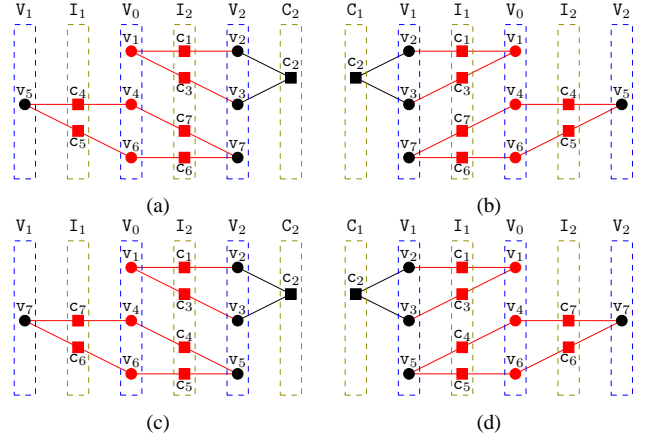 V₁ I₁ V₀ I₂ V₂ C₂ C₁ V₁ I₁ V₀ I₂ V₂
v₁ c₁ v₂ v₂ c₁ v₁
c₂ c₂
c₃ c₃
v₅ c₄ v₄ v₃ v₃ v₄ c₄ v₅
c₇ c₇
c₅ c₅
v₆ c₆ v₇ v₇ c₆ v₆
(a) (b)
V₁ I₁ V₀ I₂ V₂ C₂ C₁ V₁ I₁ V₀ I₂ V₂
v₁ c₁ v₂ v₂ c₁ v₁
c₂ c₂
c₃ c₃
v₇ c₇ v₄ v₃ v₃ v₄ c₇ v₇
c₄ c₄
c₆ c₆
v₆ c₅ v₅ v₅ c₅ v₆
(c) (d)